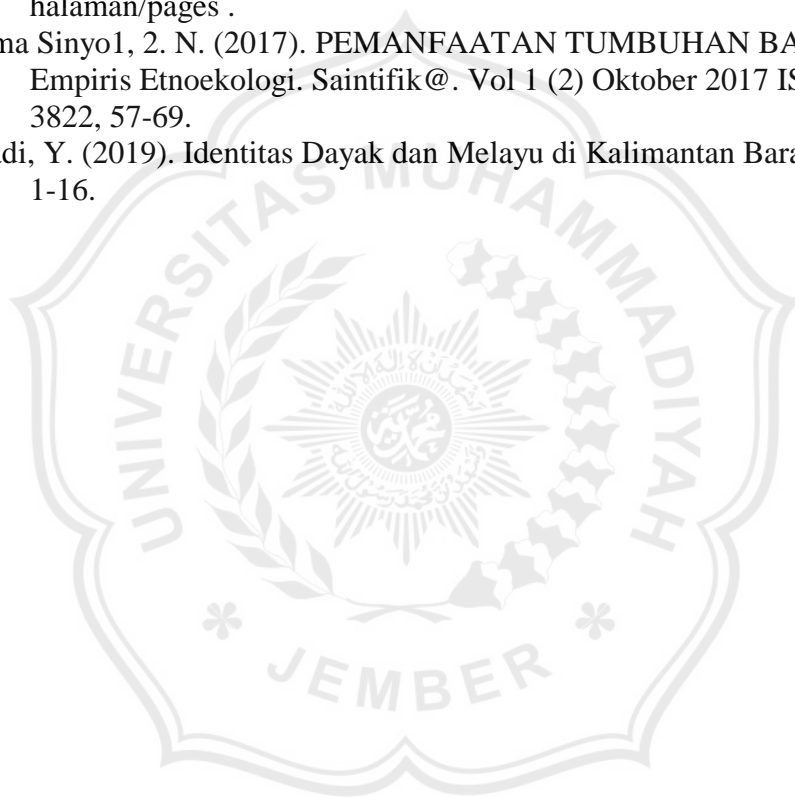 halaman/pages .
ma Sinyo1, 2. N. (2017). PEMANFAATAN TUMBUHAN BA
Empiris Etnoekologi. Saintifik@. Vol 1 (2) Oktober 2017 IS
3822, 57-69.
adi, Y. (2019). Identitas Dayak dan Melayu di Kalimantan Bara
1-16.
UNIVERSITAS MUHAMMADIYAH
JEMBER